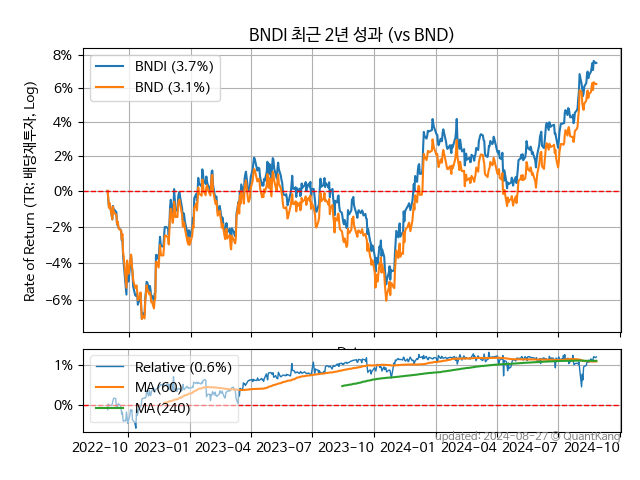 BNDI 최근 2년 성과 (vs BND)
8%
6%
4%
2%
0%
−2%
−4%
−6%
Rate of Return (TR: 배당재투자, Log)
BNDI (3.7%)
BND (3.1%)
1%
0%
Relative (0.6%)
MA(60)
MA(240)
2022−10 2023−01 2023−04 2023−07 2023−10 2024−01 2024−04 2024−07 2024−10
updated: 2024−08−27 © QuantKang